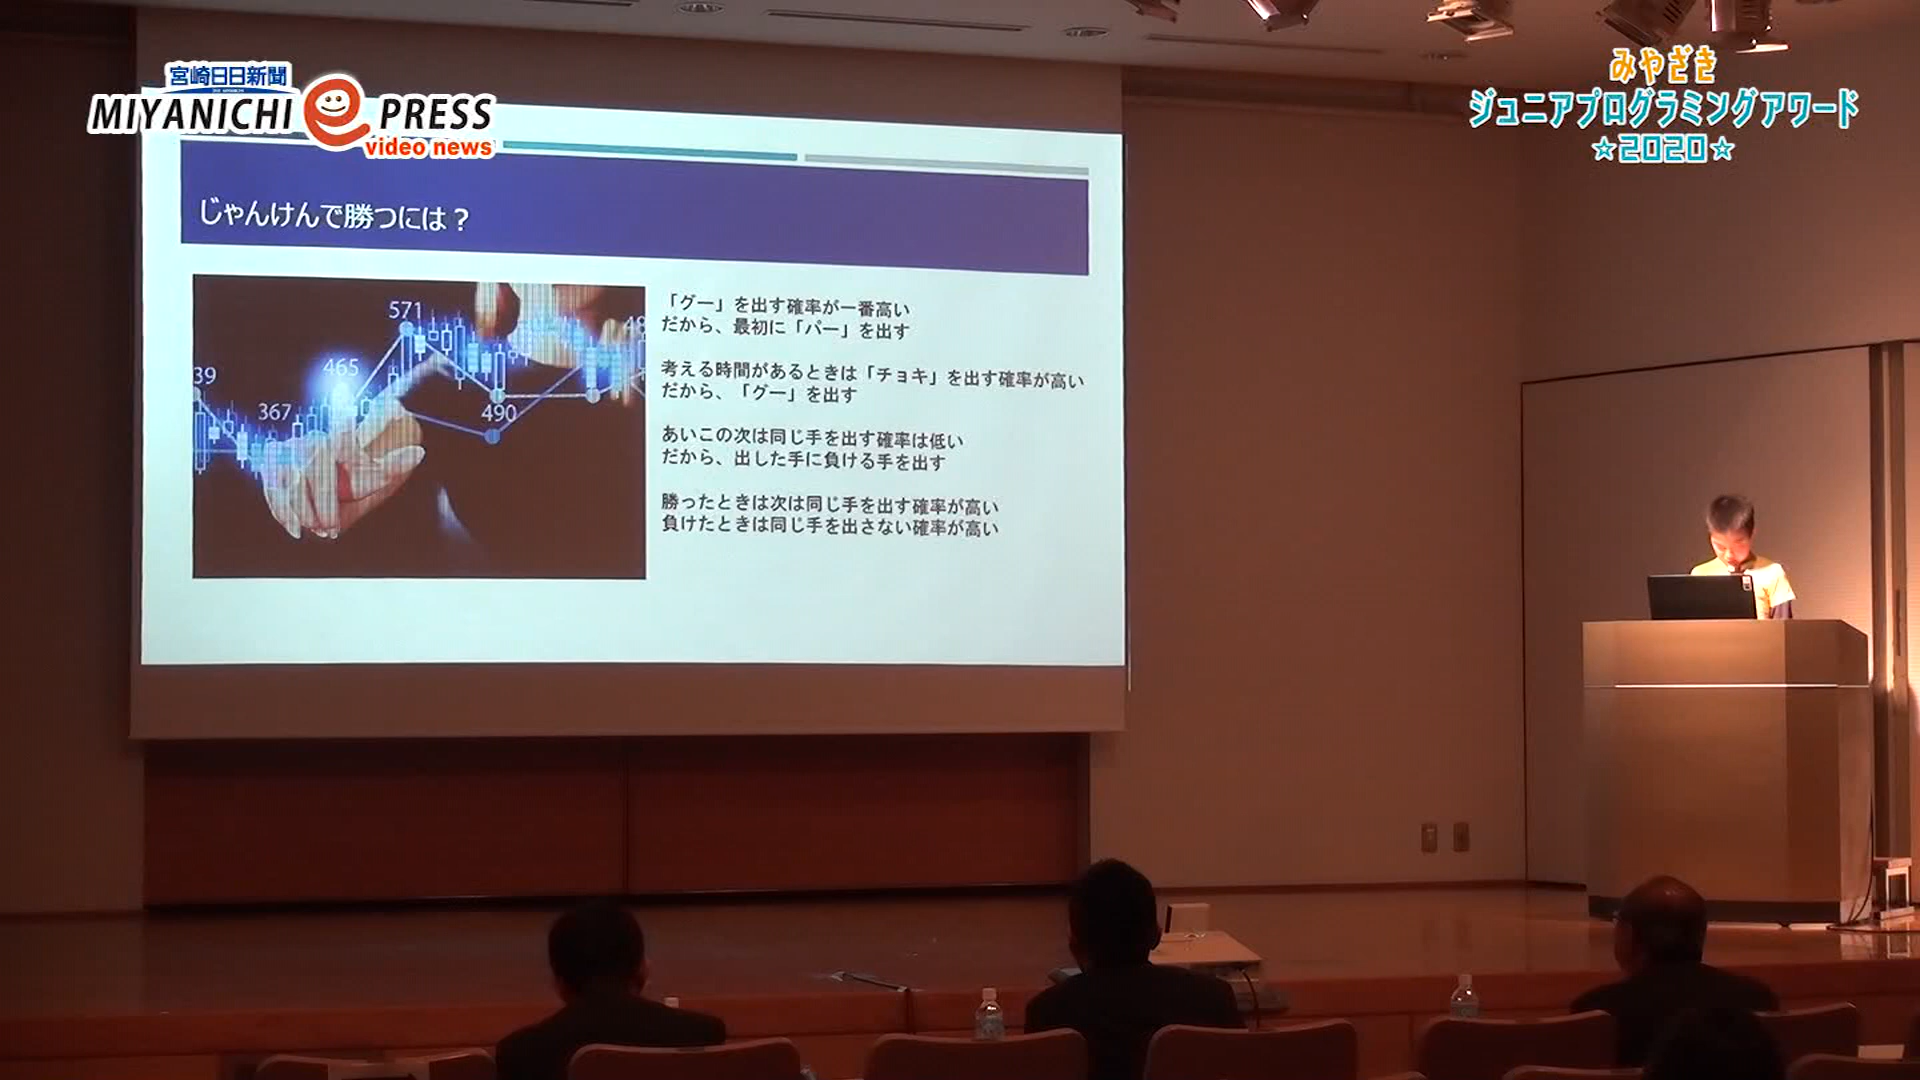 宮崎日日新聞
MIYANICHI e PRESS
video news
みやざき
ジュニアプログラミングアワード
☆2020☆
じゃんけんで勝つには？
571
465
39
367
490
48
「グー」を出す確率が一番高い
だから、最初に「パー」を出す
考える時間があるときは「チョキ」を出す確率が高い
だから、「グー」を出す
あいこの次は同じ手を出す確率は低い
だから、出した手に負ける手を出す
勝ったときは次は同じ手を出す確率が高い
負けたときは同じ手を出さない確率が高い